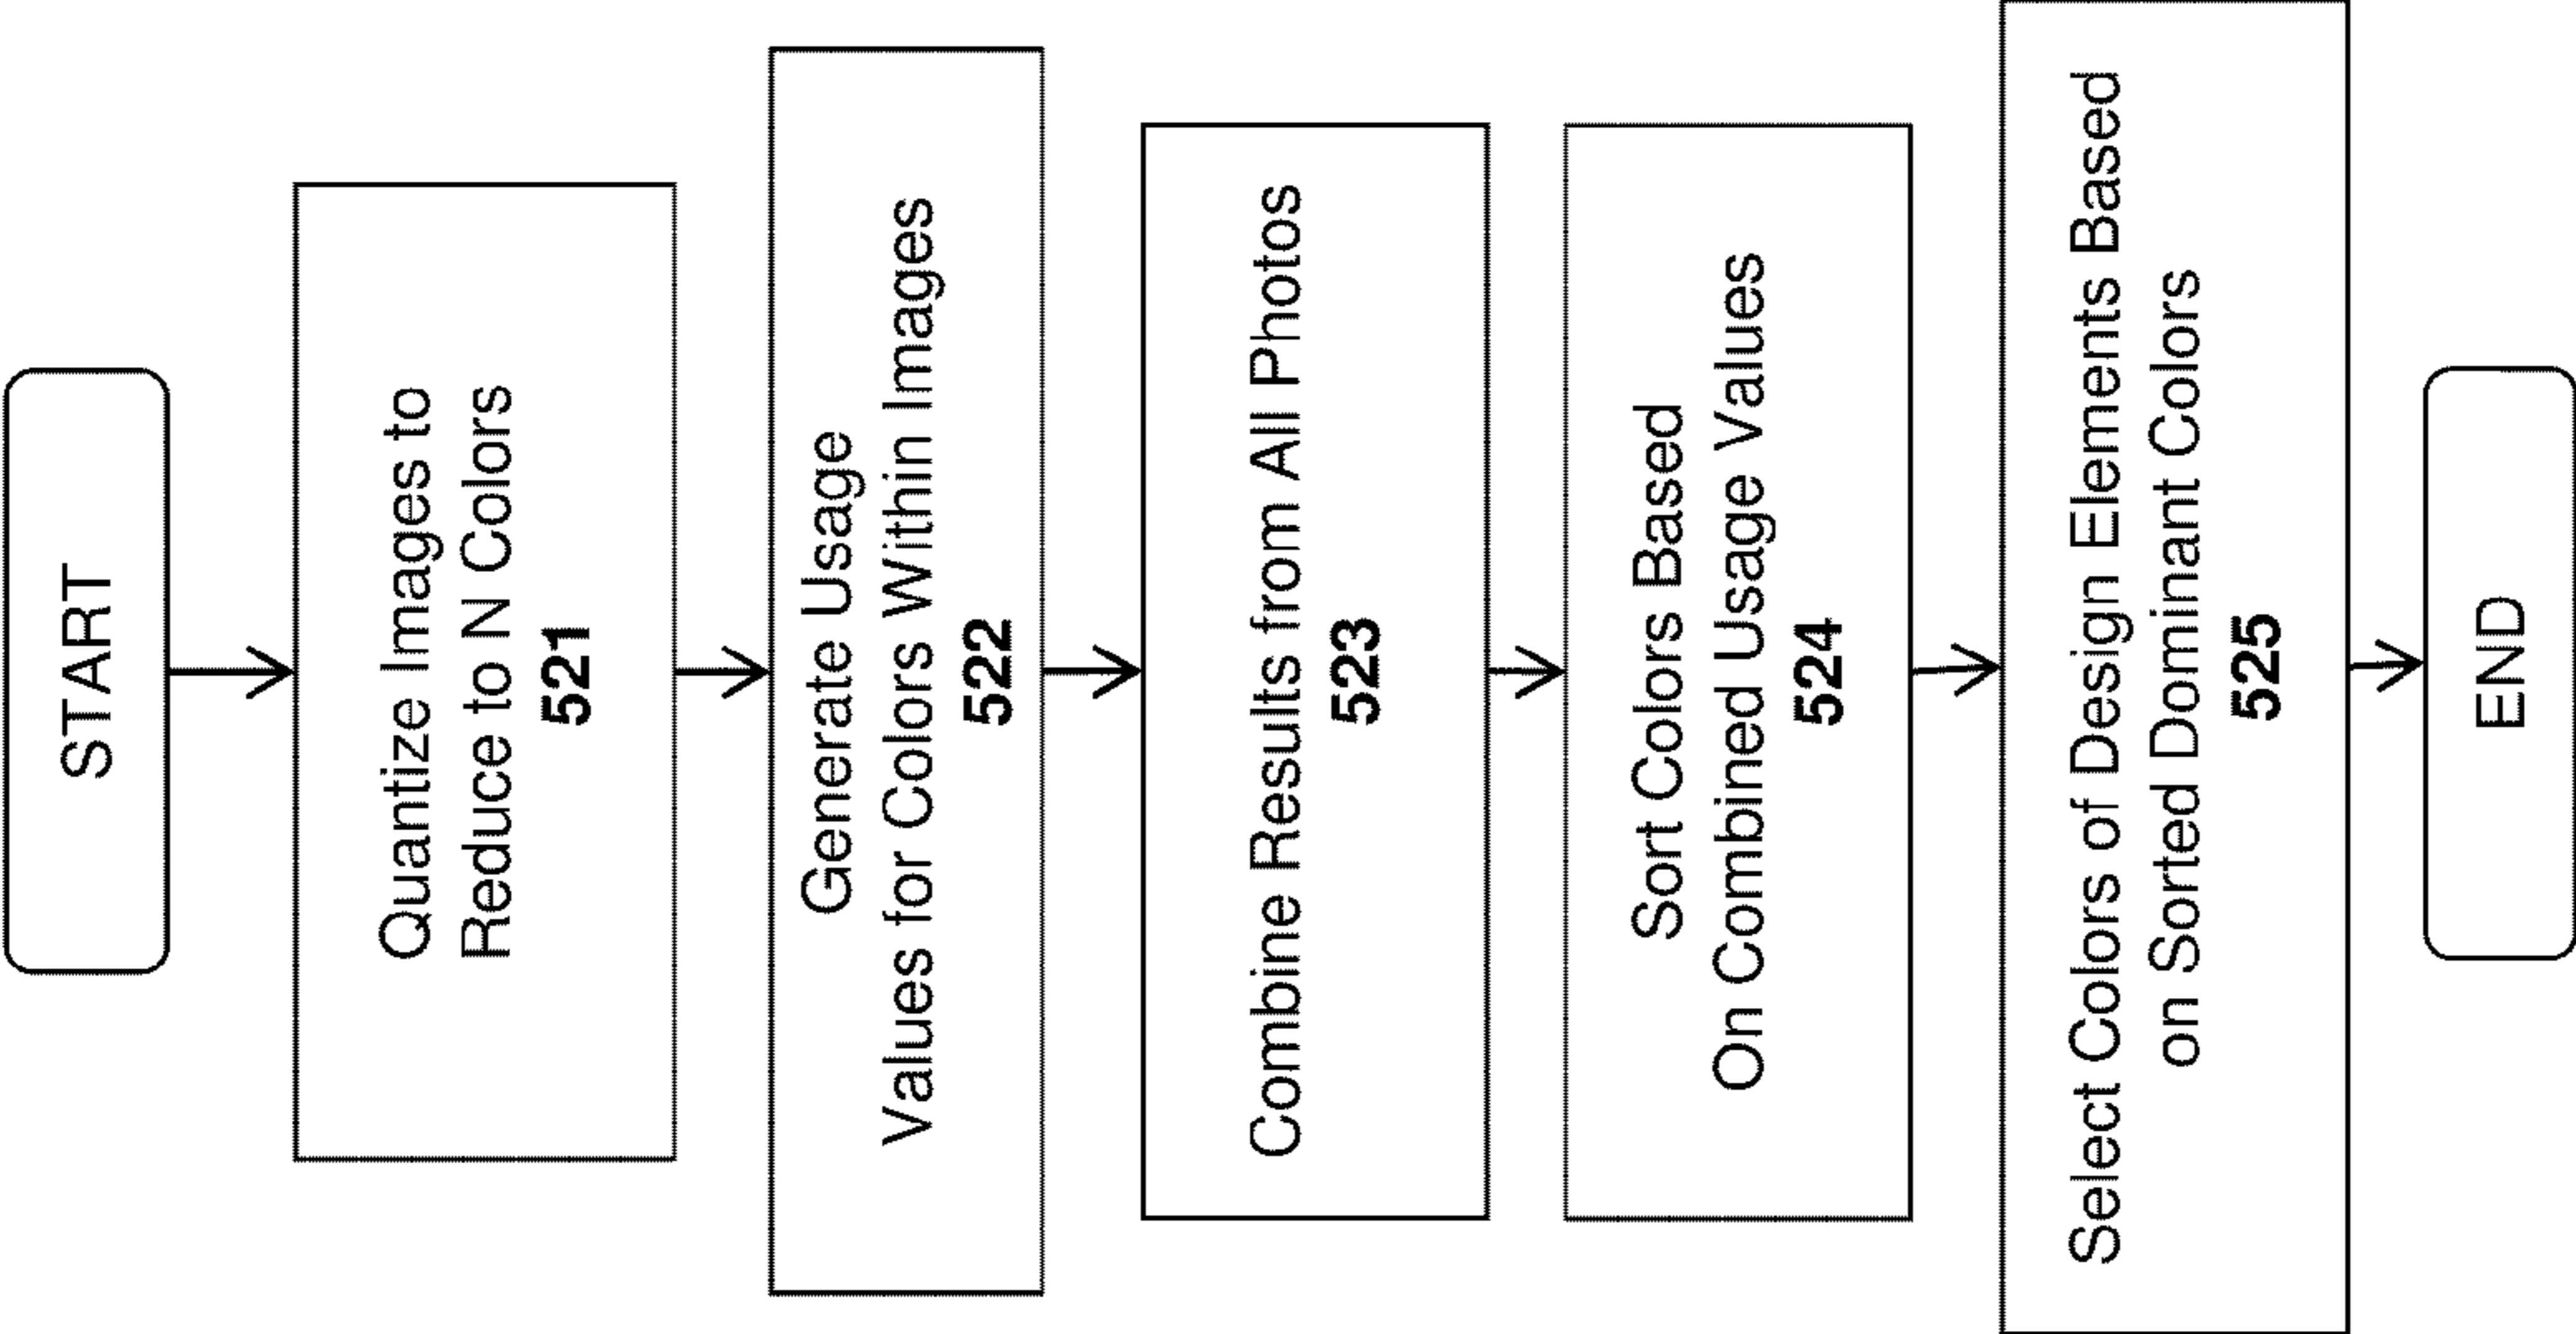 START
Quantize Images to
Reduce to N Colors
521
Generate Usage
Values for Colors Within Images
522
Combine Results from All Photos
523
Sort Colors Based
On Combined Usage Values
524
Select Colors of Design Elements Based
on Sorted Dominant Colors
525
END